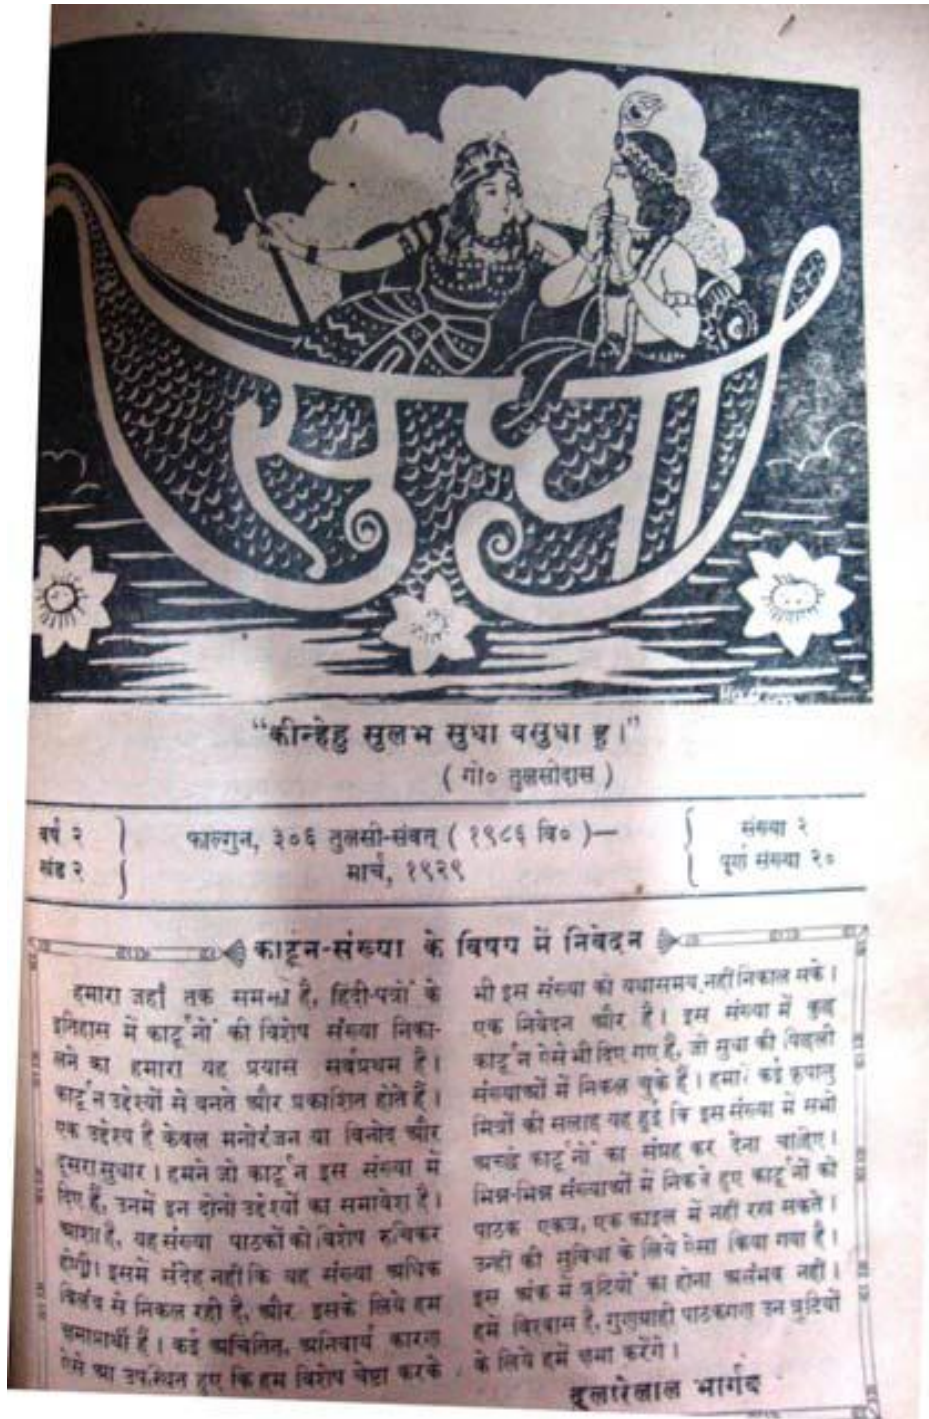 सुधा
“कीन्हेहु सुलभ सुधा वसुधा हू।”
( गो० तुलसीदास )
वर्ष २
खंड २
फाल्गुन, ३०६ तुलसी-संवत् ( १९८६ वि० )—
मार्च, १९२९
संख्या २
पूर्ण संख्या २०
कार्टून-संख्या के विषय में निवेदन
हमारा जहाँ तक समझ है, हिंदी-पत्रों के
इतिहास में कार्टूनों की विशेष संख्या निका-
लने का हमारा यह प्रयास सर्वप्रथम है।
कार्टून उद्देश्यों से बनते और प्रकाशित होते हैं।
एक उद्देश्य है केवल मनोरंजन या विनोद और
दूसरा सुधार। हमने जो कार्टून इस संख्या में
दिए हैं, उनमें इन दोनों उद्देश्यों का समावेश है।
आशा है, यह संख्या पाठकों को विशेष रुचिकर
होगी। इसमें संदेह नहीं कि यह संख्या अधिक
विलंब से निकल रही है, और इसके लिये हम
क्षमाप्रार्थी हैं। कई अचिंतित, अनिवार्य कारण
ऐसे आ उपस्थित हुए कि हम विशेष चेष्टा करके
भी इस संख्या को यथासमय नहीं निकाल सके।
एक निवेदन और है। इस संख्या में कुछ
कार्टून ऐसे भी दिए गए हैं, जो सुधा की पिछली
संख्याओं में निकल चुके हैं। हमारे कई कृपालु
मित्रों की सलाह यह हुई कि इस संख्या में सभी
अच्छे कार्टूनों का संग्रह कर देना चाहिए।
भिन्न-भिन्न संख्याओं में निकले हुए कार्टूनों को
पाठक एकत्र, एक फ़ाइल में नहीं रख सकते।
उन्हीं की सुविधा के लिये ऐसा किया गया है।
इस अंक में त्रुटियों का होना असंभव नहीं।
हमें विश्वास है, गुणग्राही पाठकगण उन त्रुटियों
के लिये हमें क्षमा करेंगे।
दुलारेलाल भार्गव